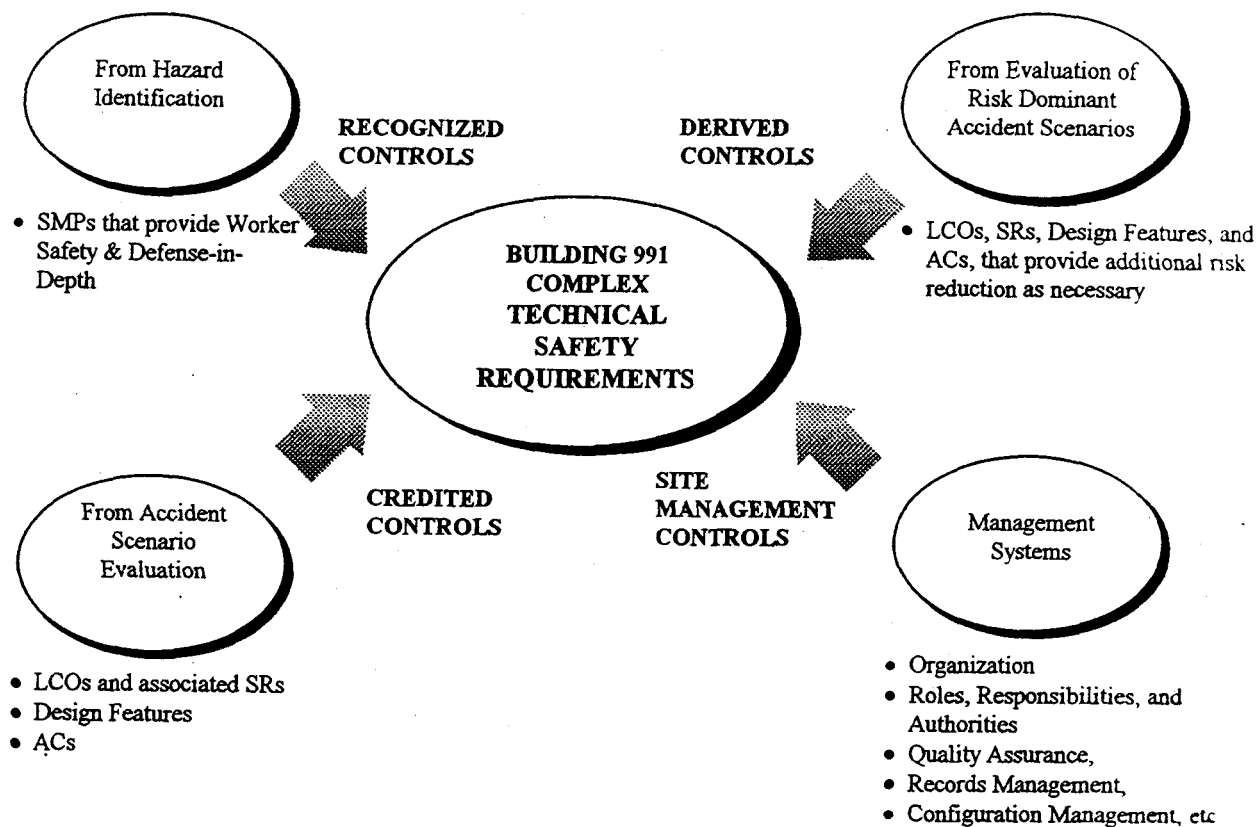 From Hazard
Identification
RECOGNIZED
CONTROLS
• SMPs that provide Worker
Safety & Defense-in-
Depth
DERIVED
CONTROLS
From Evaluation of
Risk Dominant
Accident Scenarios
• LCOs, SRs, Design Features, and
ACs, that provide additional risk
reduction as necessary
BUILDING 991
COMPLEX
TECHNICAL
SAFETY
REQUIREMENTS
From Accident
Scenario
Evaluation
CREDITED
CONTROLS
• LCOs and associated SRs
• Design Features
• ACs
SITE
MANAGEMENT
CONTROLS
Management
Systems
• Organization
• Roles, Responsibilities, and
Authorities
• Quality Assurance,
• Records Management,
• Configuration Management, etc